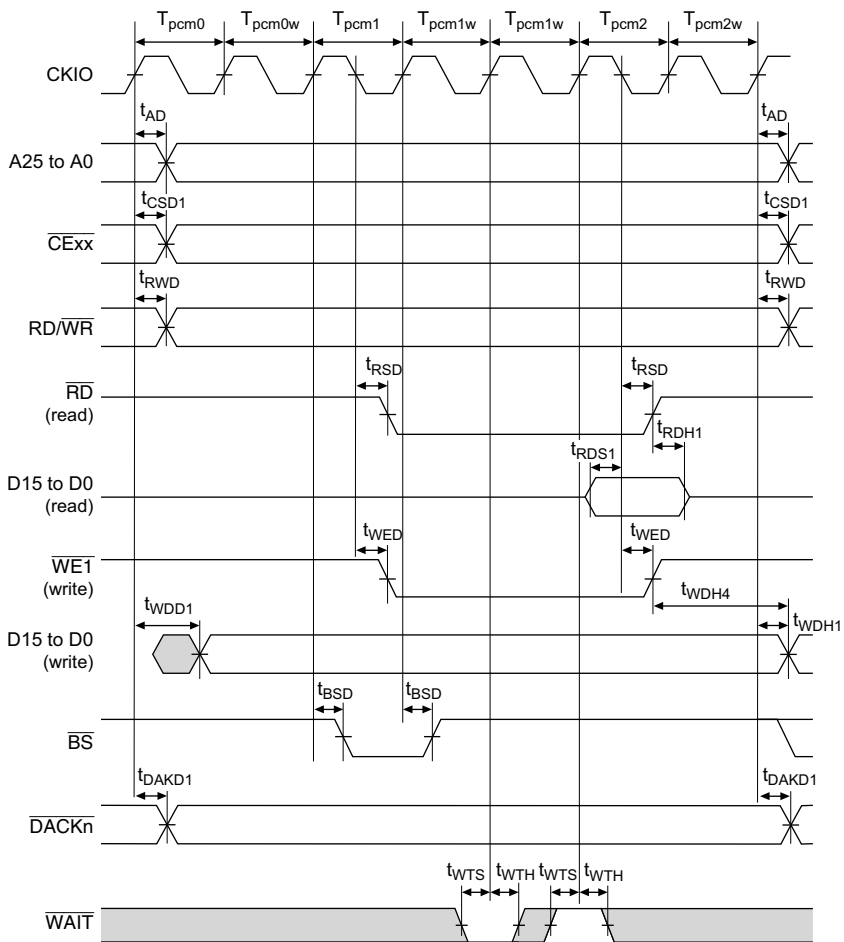 Tpcm0 Tpcm0w Tpcm1 Tpcm1w Tpcm1w Tpcm2 Tpcm2w
CKIO
tAD tAD
A25 to A0
tCSD1 tCSD1
CExx
tRWD tRWD
RD/WR
tRSD tRSD
RD
(read)
tRDH1
tRDS1
D15 to D0
(read)
tWED tWED
WE1
(write)
tWDH4
tWDD1 tWDH1
D15 to D0
(write)
tBSD tBSD
BS
tDAKD1 tDAKD1
DACKn
tWTS tWTH tWTS tWTH
WAIT